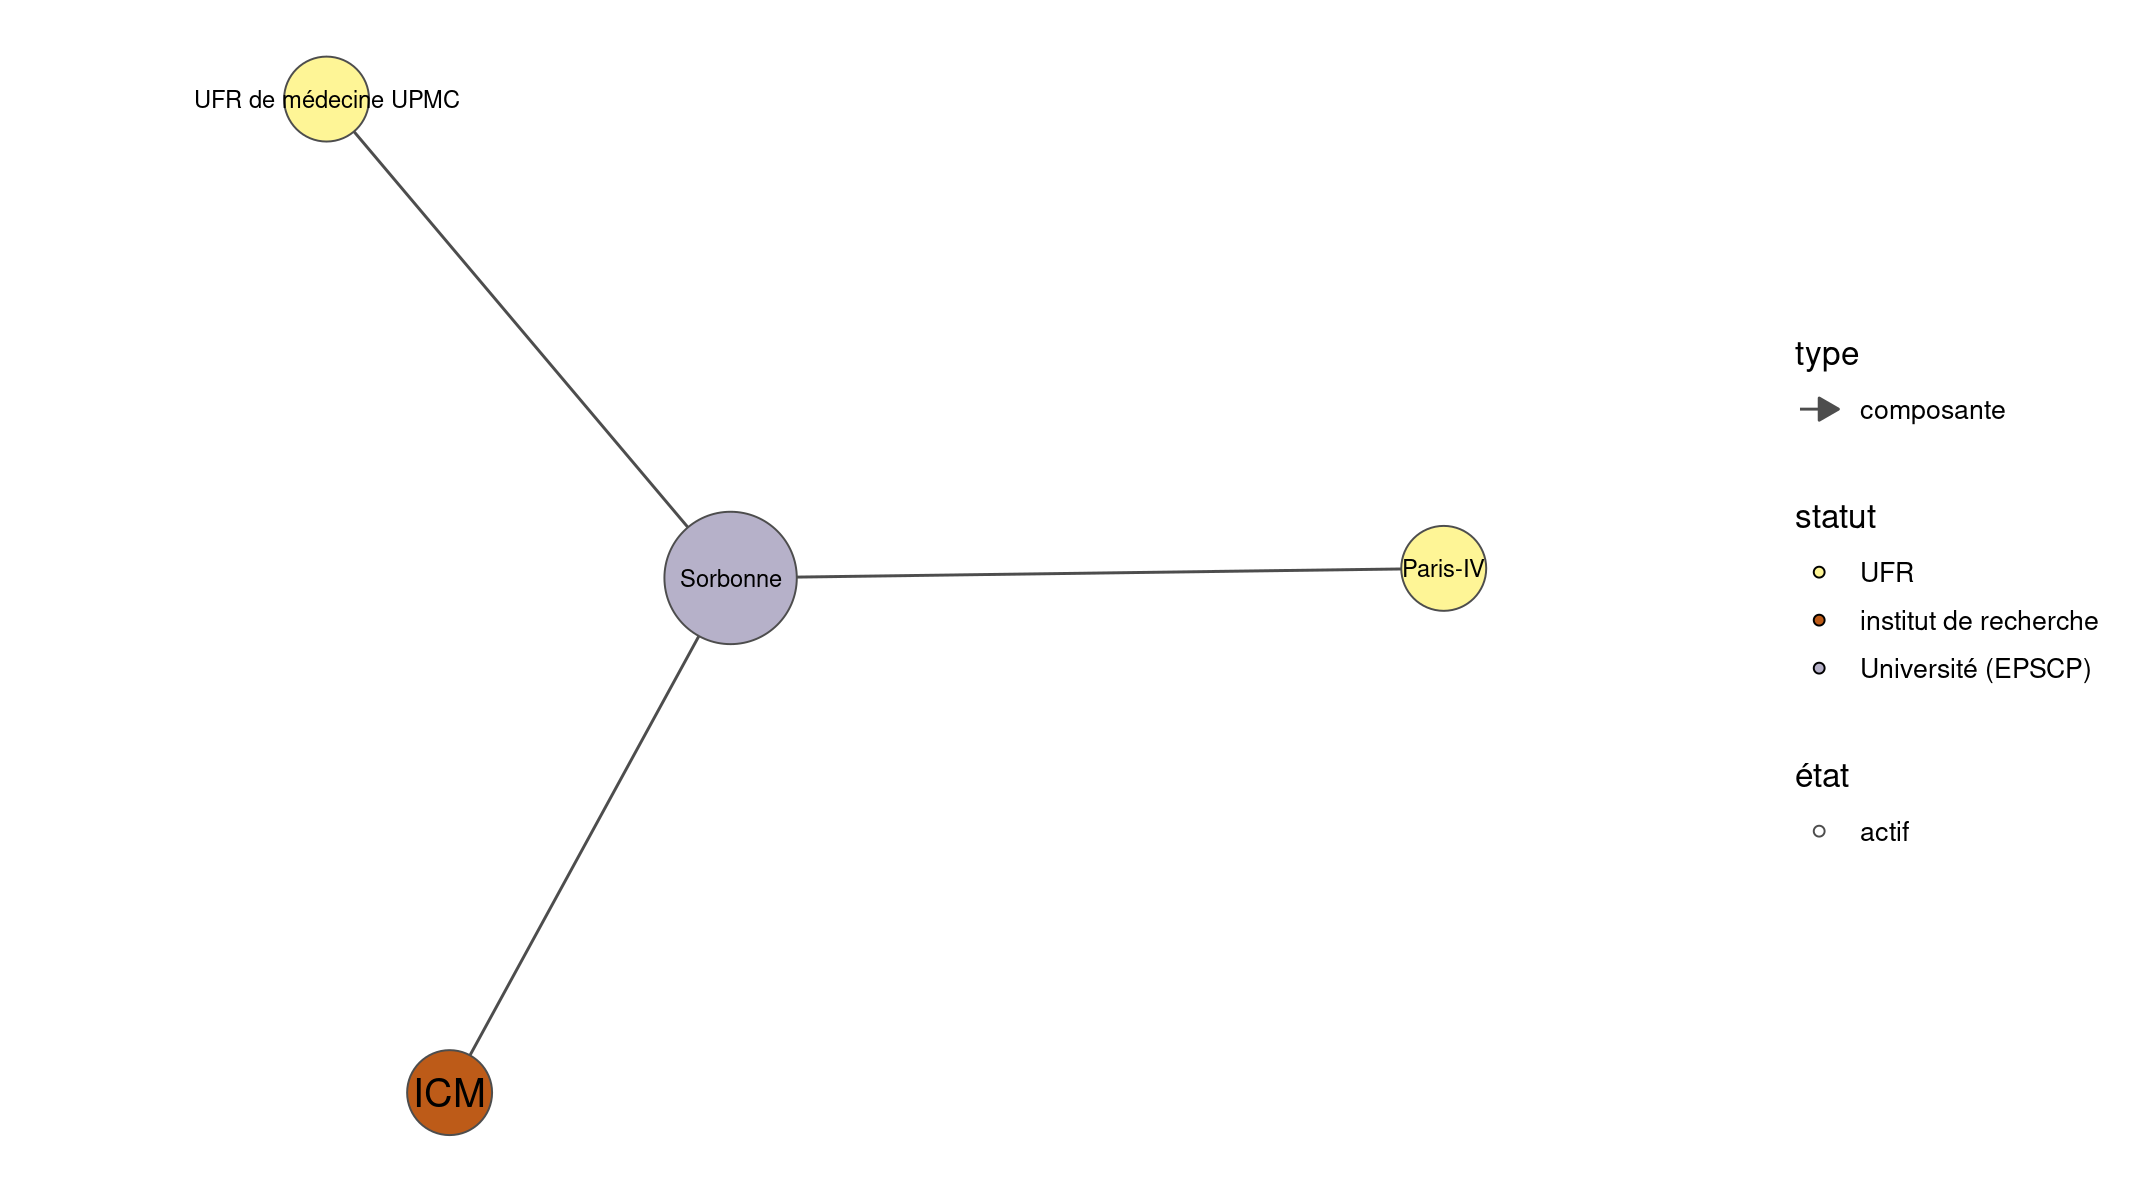 UFR de médecine UPMC
Sorbonne
Paris-IV
ICM
type
composante
statut
UFR
institut de recherche
Université (EPSCP)
état
actif